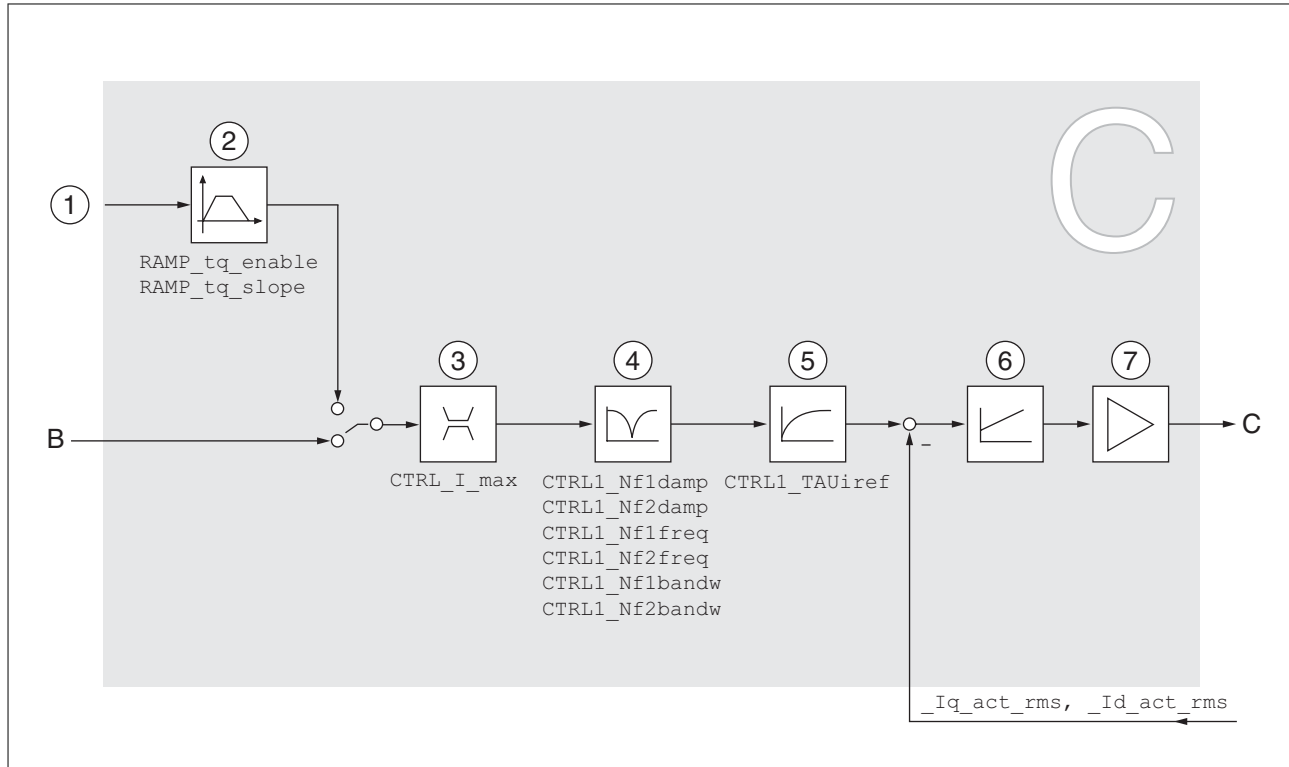 C
2
1
RAMP_tq_enable
RAMP_tq_slope
3
4
5
6
7
B
C
CTRL_I_max
CTRL1_Nf1damp
CTRL1_Nf2damp
CTRL1_Nf1freq
CTRL1_Nf2freq
CTRL1_Nf1bandw
CTRL1_Nf2bandw
CTRL1_TAUiref
–
_Iq_act_rms, _Id_act_rms